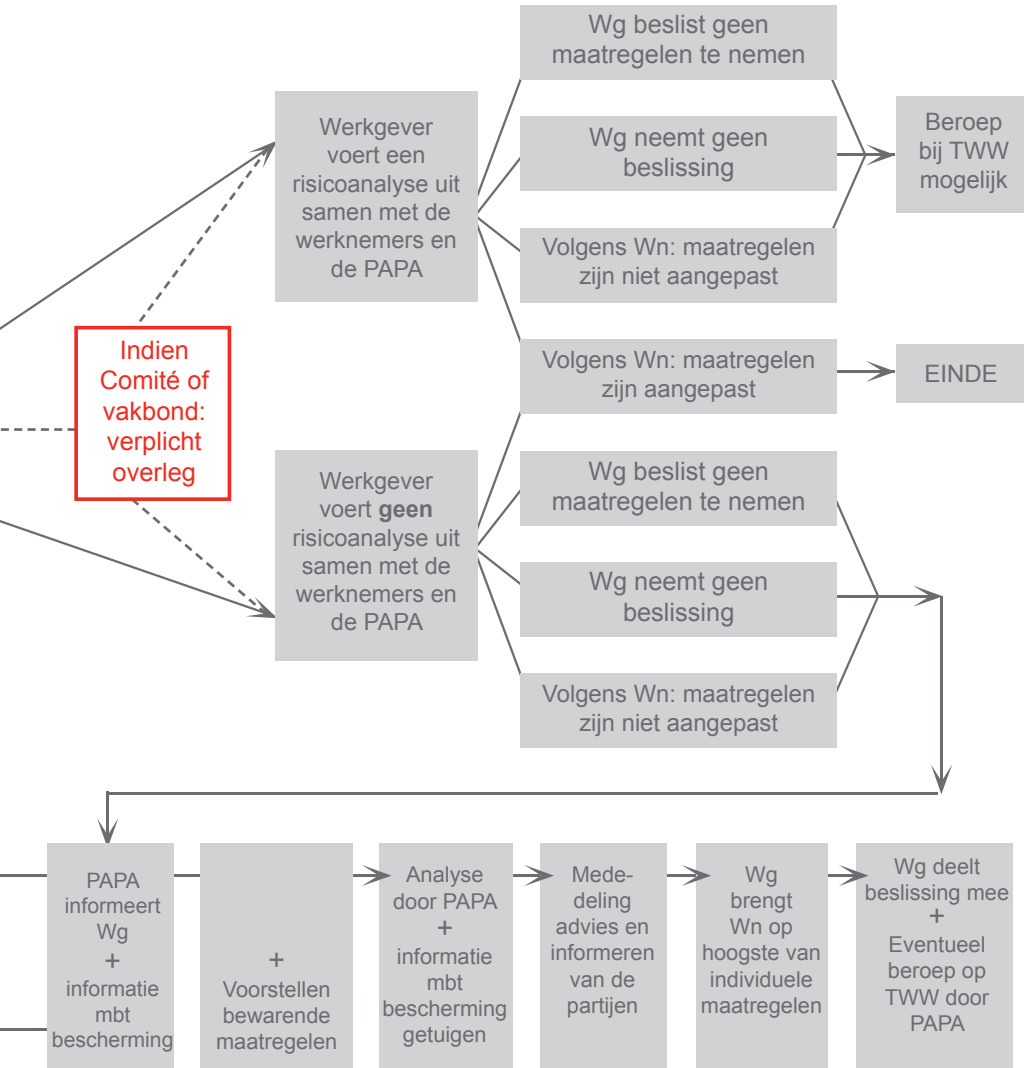 Wg beslist geen
maatregelen te nemen
Werkgever
voert een
risicoanalyse uit
samen met de
werknemers en
de PAPA
Wg neemt geen
beslissing
Beroep
bij TWW
mogelijk
Volgens Wn: maatregelen
zijn niet aangepast
Indien
Comité of
vakbond:
verplicht
overleg
Volgens Wn: maatregelen
zijn aangepast
EINDE
Werkgever
voert geen
risicoanalyse uit
samen met de
werknemers en
de PAPA
Wg beslist geen
maatregelen te nemen
Wg neemt geen
beslissing
Volgens Wn: maatregelen
zijn niet aangepast
PAPA
informeert
Wg
+
informatie
mbt
bescherming
+
Voorstellen
bewarende
maatregelen
Analyse
door PAPA
+
informatie
mbt
bescherming
getuigen
Mede-
deling
advies en
informeren
van de
partijen
Wg
brengt
Wn op
hoogste van
individuele
maatregelen
Wg deelt
beslissing mee
+
Eventueel
beroep op
TWW door
PAPA